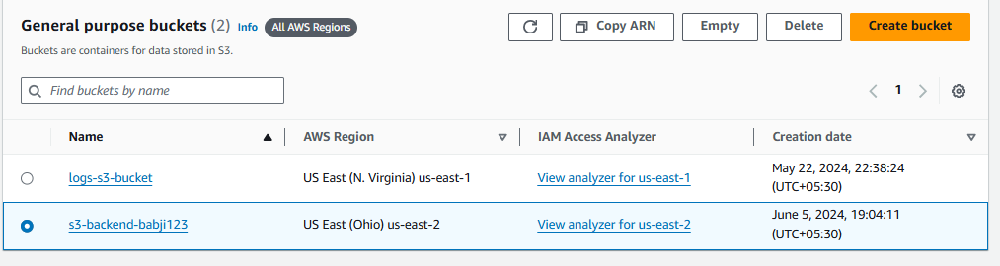 General purpose buckets (2) Info All AWS Regions
Copy ARN Empty Delete Create bucket
Buckets are containers for data stored in S3.
Find buckets by name
1
Name AWS Region IAM Access Analyzer Creation date
logs-s3-bucket US East (N. Virginia) us-east-1 View analyzer for us-east-1 May 22, 2024, 22:38:24
(UTC+05:30)
s3-backend-babji123 US East (Ohio) us-east-2 View analyzer for us-east-2 June 5, 2024, 19:04:11
(UTC+05:30)